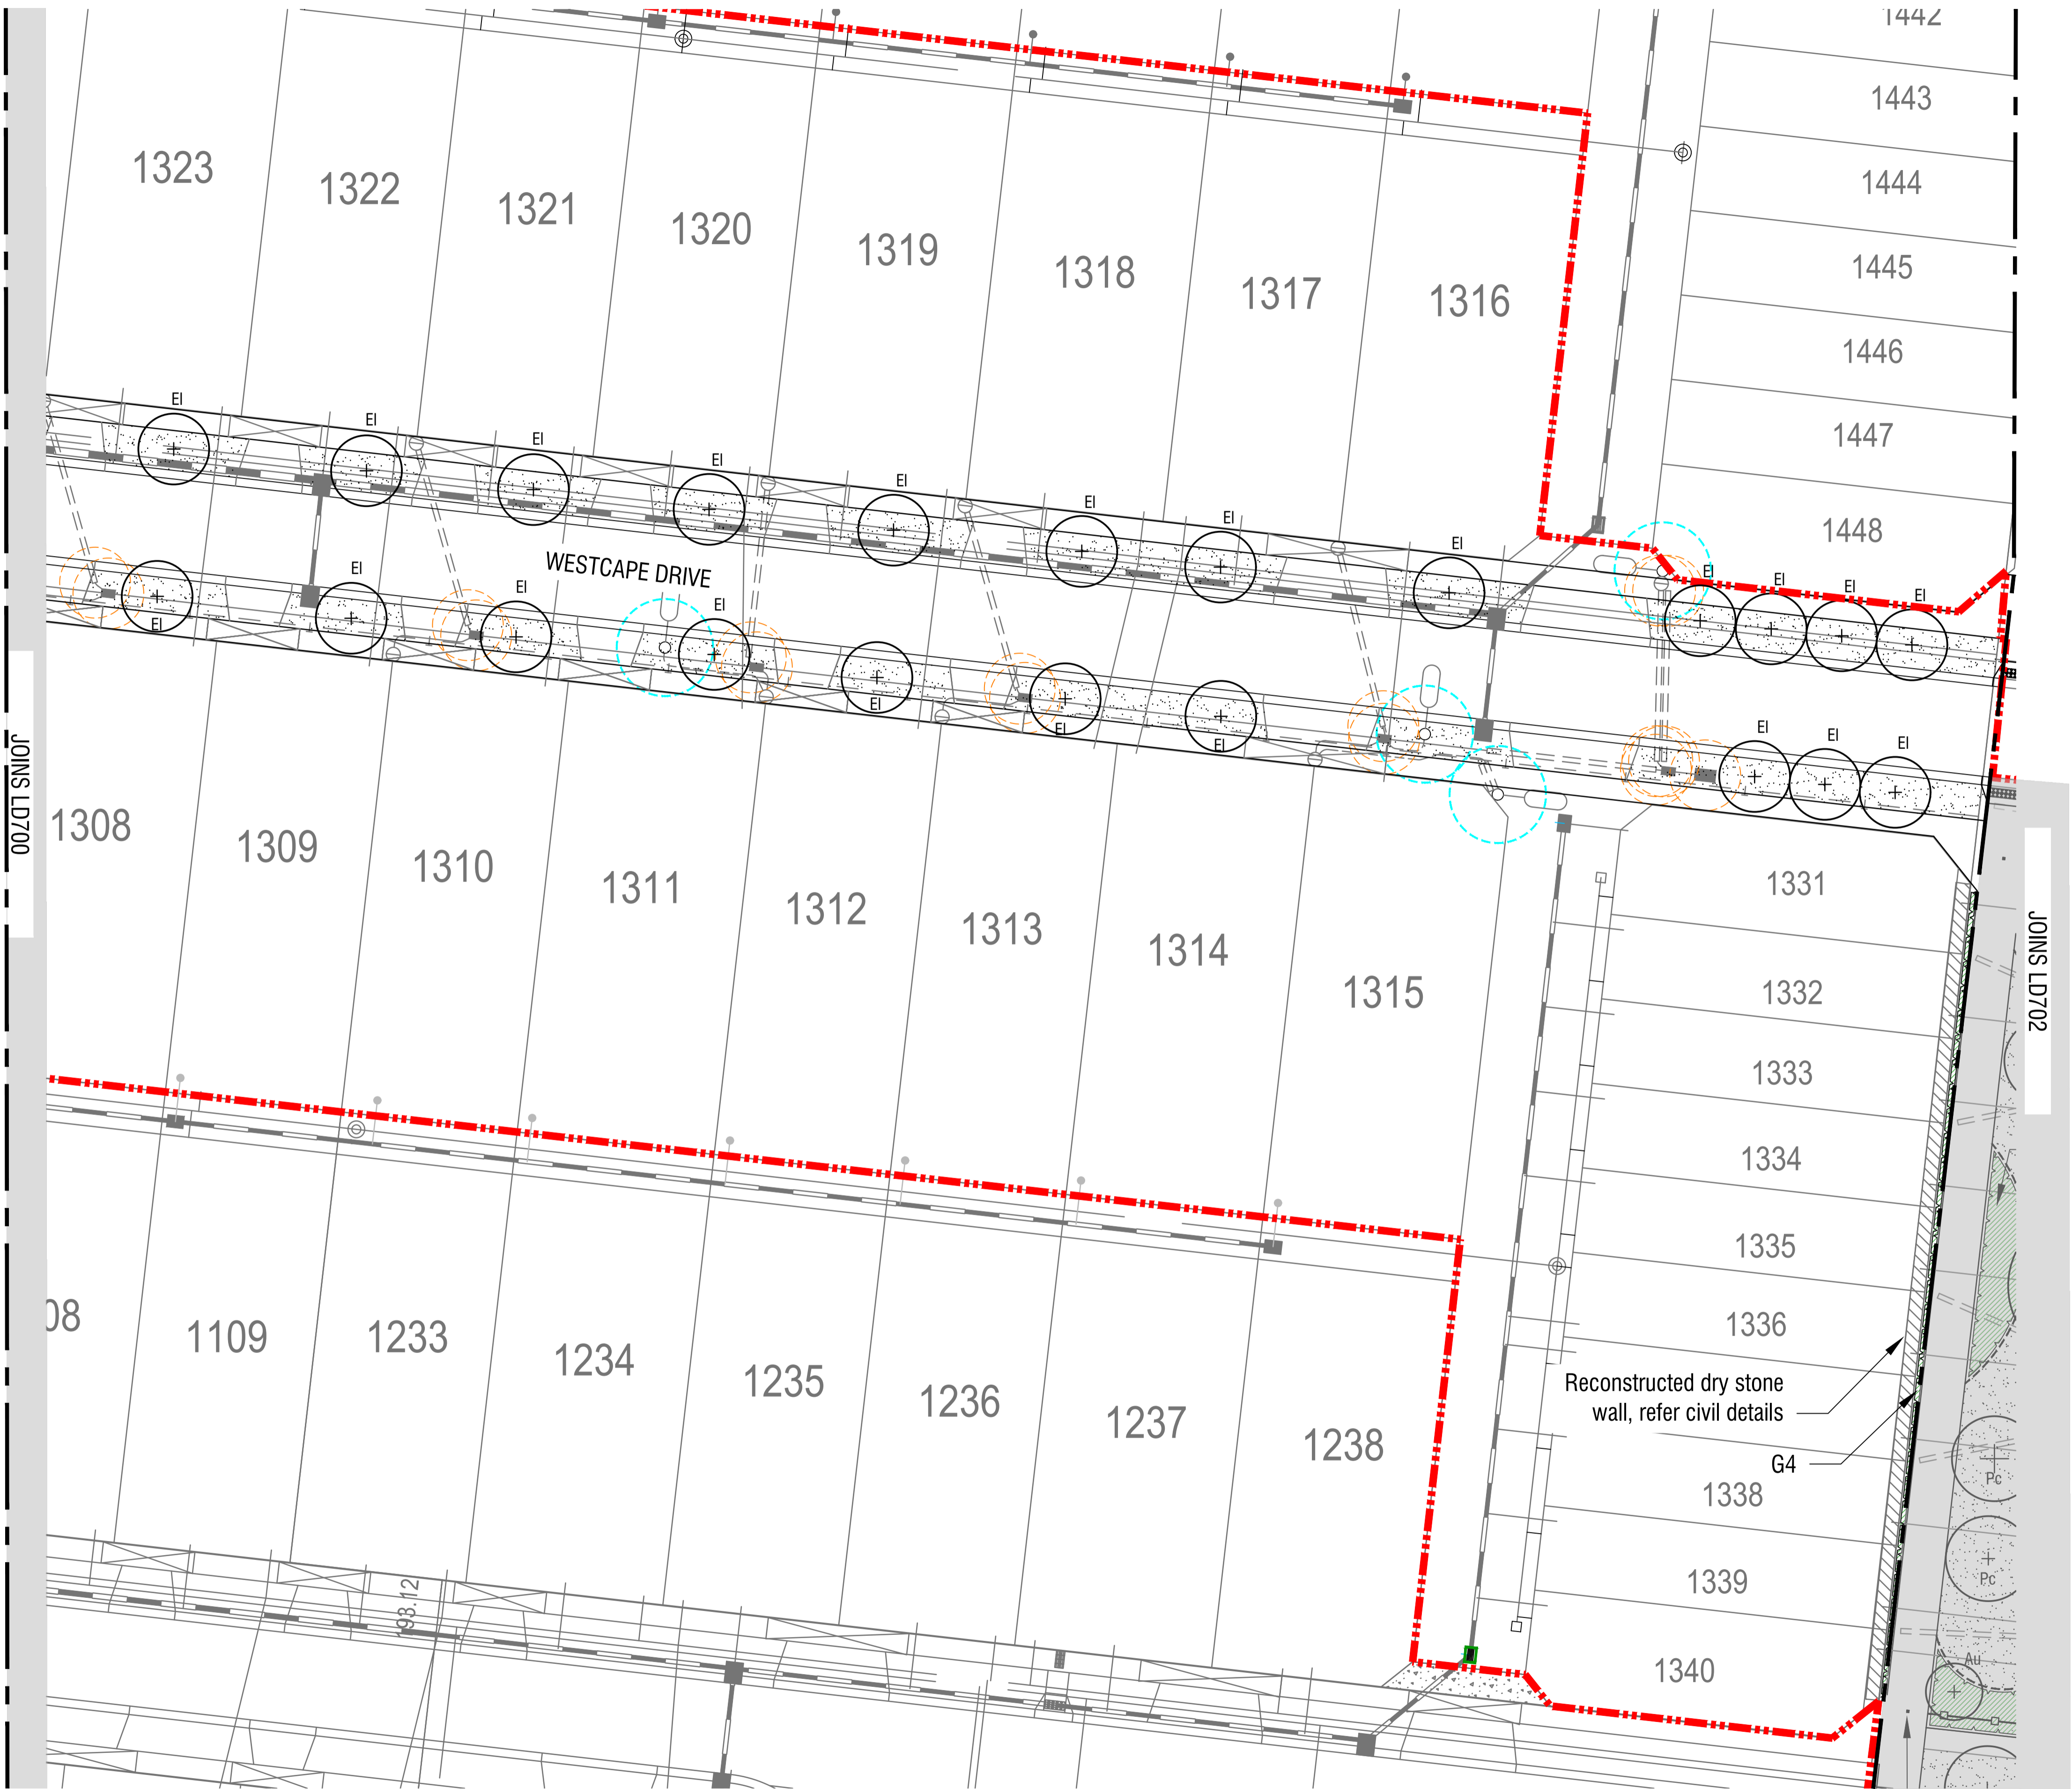 1442
1443
1444
1445
1446
1447
1448
1323
1322
1321
1320
1319
1318
1317
1316
EI
EI
EI
EI
EI
EI
EI
EI
EI
EI
EI
EI
WESTCAPE DRIVE
EI
EI
EI
EI
EI
EI
EI
EI
EI
EI
JOINS LD700
1308
1309
1310
1311
1312
1313
1314
1315
1331
1332
1333
1334
1335
1336
JOINS LD702
Reconstructed dry stone
wall, refer civil details
G4
08
1109
1233
1234
1235
1236
1237
1238
1338
1339
1340
Pc
Pc
Au
193.12